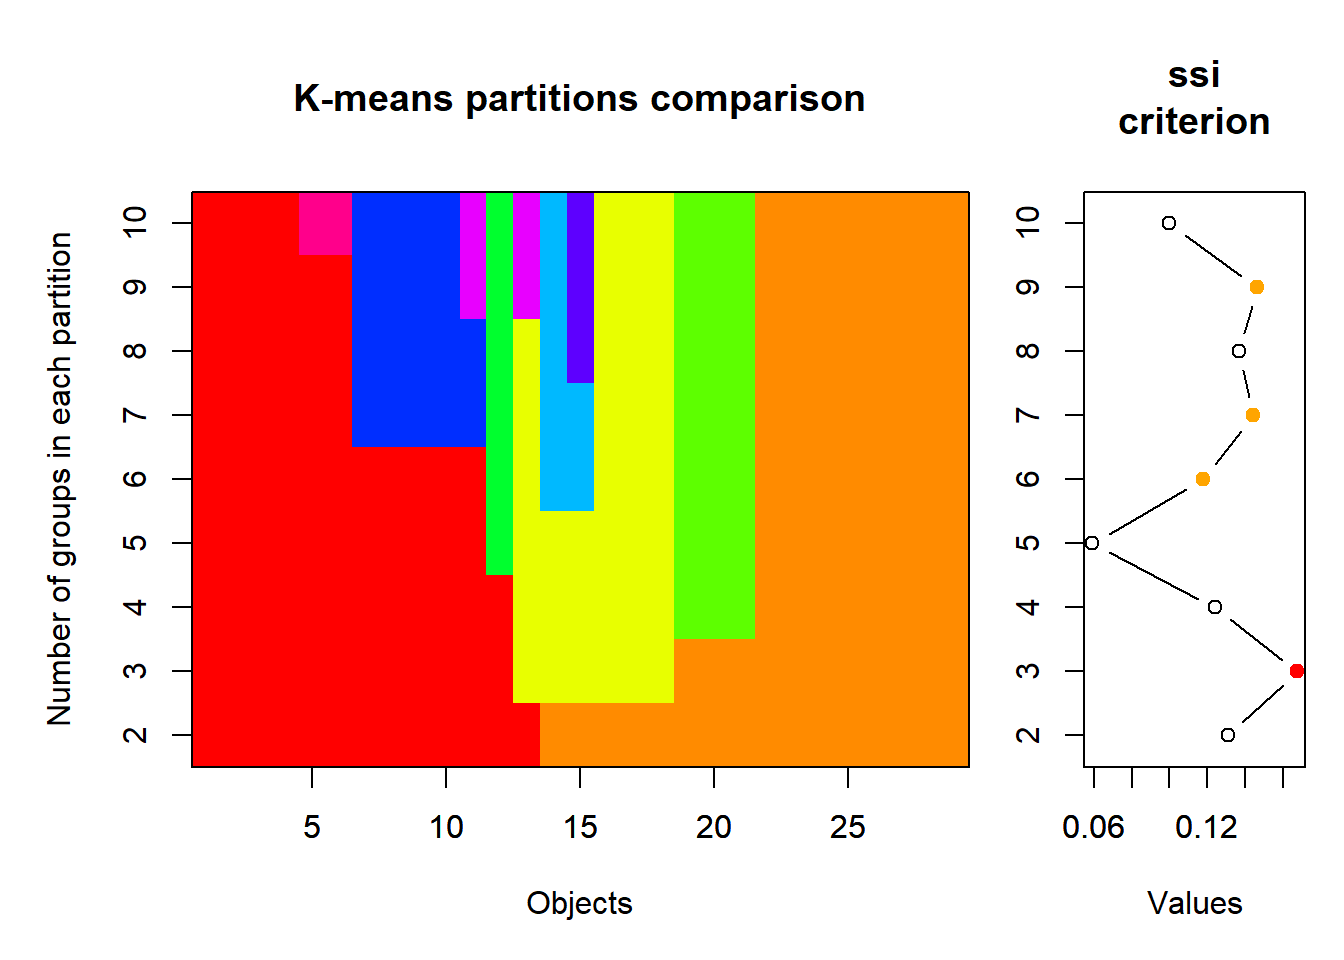 K-means partitions comparison
ssi
criterion
Number of groups in each partition
10
9
8
7
6
5
4
3
2
5 10 15 20 25
Objects
10
9
8
7
6
5
4
3
2
0.06 0.12
Values